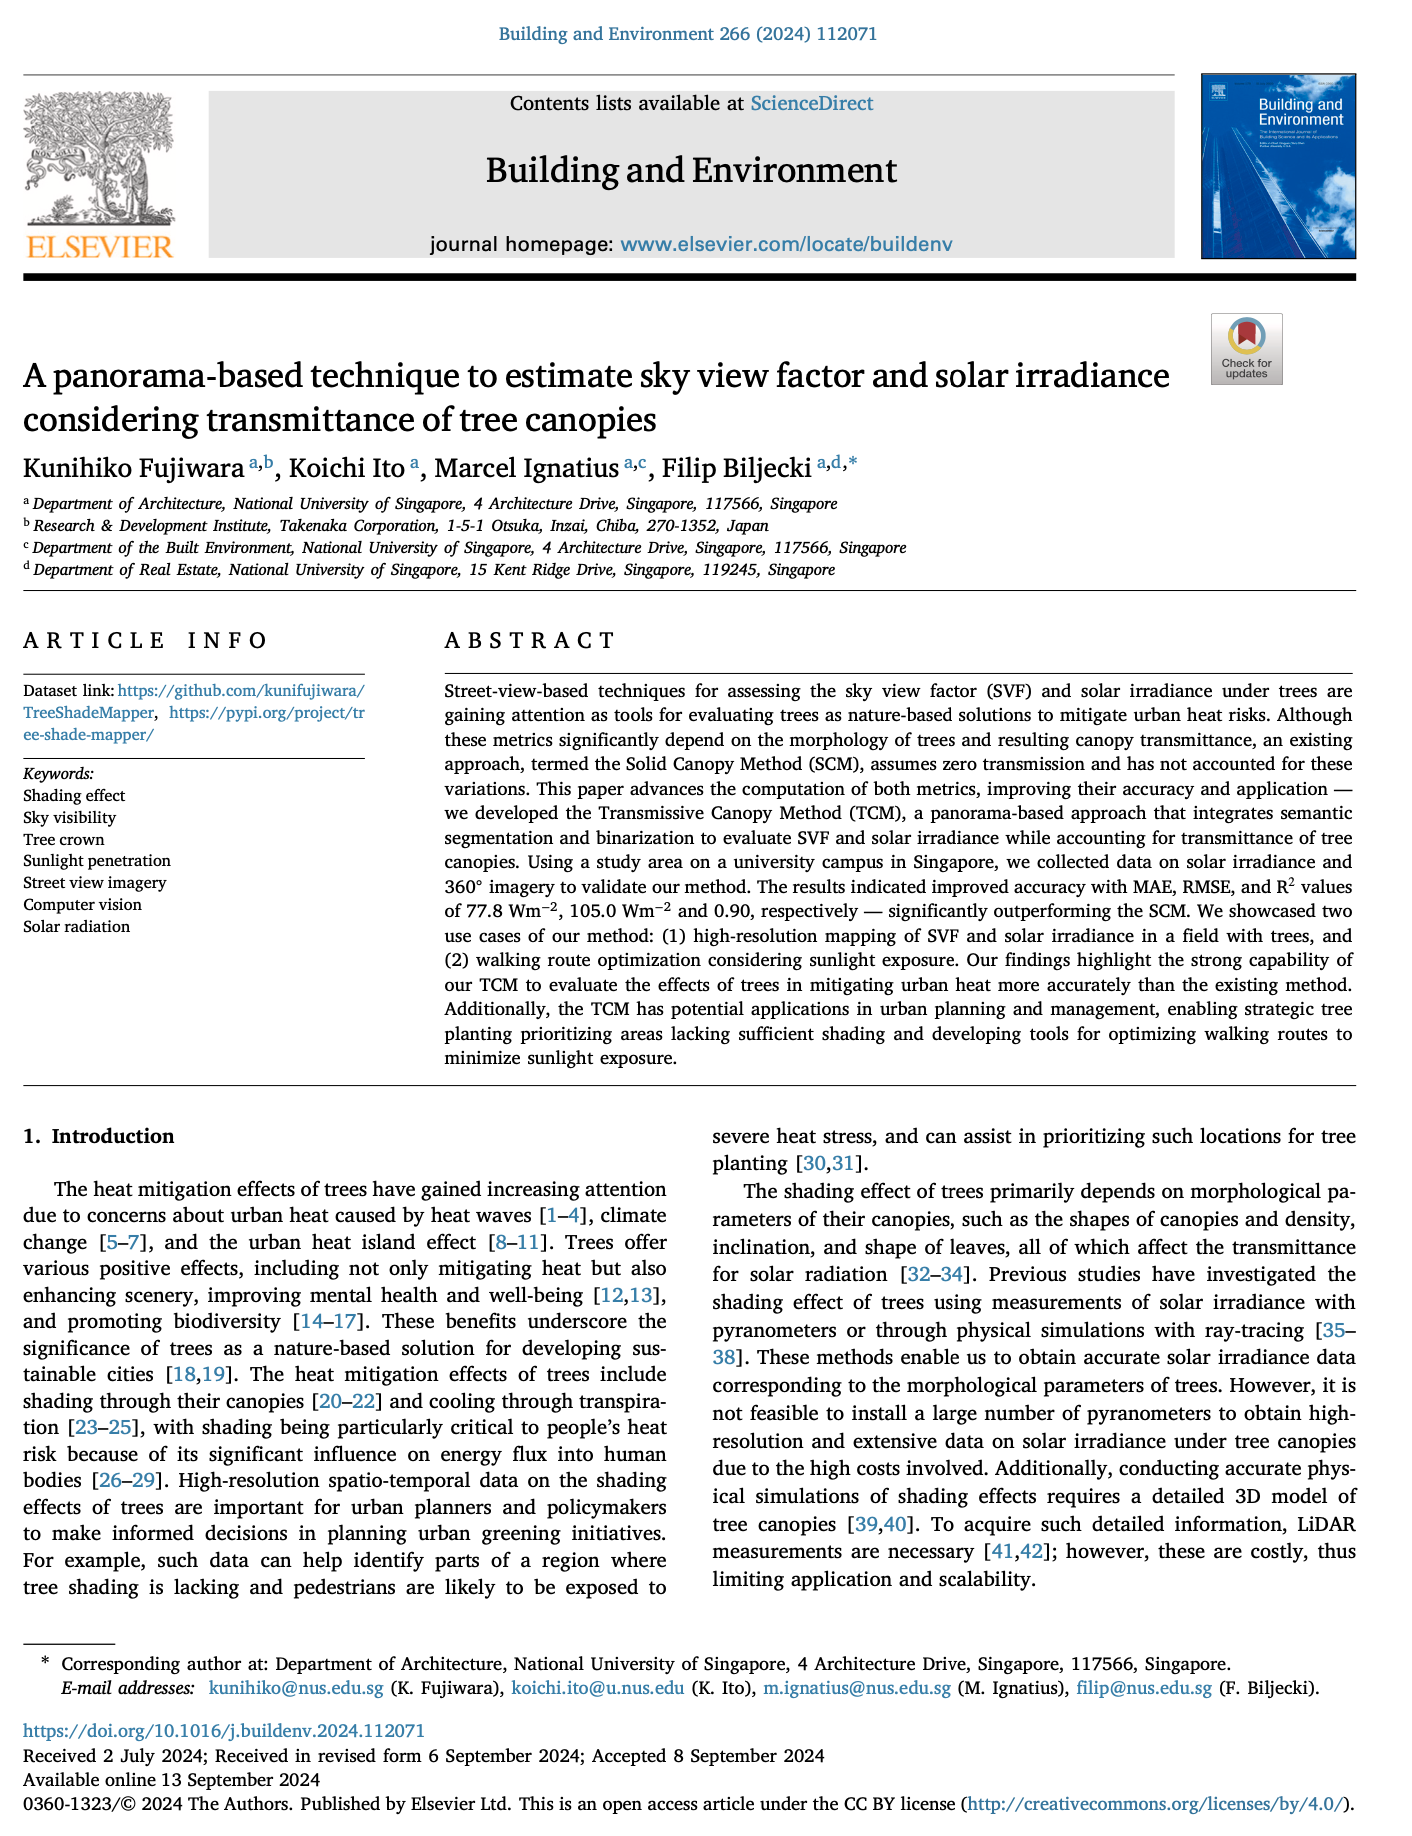 Building and Environment 266 (2024) 112071
Contents lists available at ScienceDirect
Building and Environment
journal homepage: www.elsevier.com/locate/buildenv
ELSEVIER
Building and
Environment
Check for
updates
A panorama-based technique to estimate sky view factor and solar irradiance
considering transmittance of tree canopies
Kunihiko Fujiwara a,b, Koichi Ito a, Marcel Ignatius a,c, Filip Biljecki a,d,*
a Department of Architecture, National University of Singapore, 4 Architecture Drive, Singapore, 117566, Singapore
b Research & Development Institute, Takenaka Corporation, 1-5-1 Otsuka, Inzai, Chiba, 270-1352, Japan
c Department of the Built Environment, National University of Singapore, 4 Architecture Drive, Singapore, 117566, Singapore
d Department of Real Estate, National University of Singapore, 15 Kent Ridge Drive, Singapore, 119245, Singapore
ARTICLE INFO
Dataset link: https://github.com/kunifujiwara/
TreeShadeMapper, https://pypi.org/project/tr
ee-shade-mapper/
Keywords:
Shading effect
Sky visibility
Tree crown
Sunlight penetration
Street view imagery
Computer vision
Solar radiation
ABSTRACT
Street-view-based techniques for assessing the sky view factor (SVF) and solar irradiance under trees are
gaining attention as tools for evaluating trees as nature-based solutions to mitigate urban heat risks. Although
these metrics significantly depend on the morphology of trees and resulting canopy transmittance, an existing
approach, termed the Solid Canopy Method (SCM), assumes zero transmission and has not accounted for these
variations. This paper advances the computation of both metrics, improving their accuracy and application —
we developed the Transmissive Canopy Method (TCM), a panorama-based approach that integrates semantic
segmentation and binarization to evaluate SVF and solar irradiance while accounting for transmittance of tree
canopies. Using a study area on a university campus in Singapore, we collected data on solar irradiance and
360° imagery to validate our method. The results indicated improved accuracy with MAE, RMSE, and R² values
of 77.8 Wm⁻², 105.0 Wm⁻² and 0.90, respectively — significantly outperforming the SCM. We showcased two
use cases of our method: (1) high-resolution mapping of SVF and solar irradiance in a field with trees, and
(2) walking route optimization considering sunlight exposure. Our findings highlight the strong capability of
our TCM to evaluate the effects of trees in mitigating urban heat more accurately than the existing method.
Additionally, the TCM has potential applications in urban planning and management, enabling strategic tree
planting prioritizing areas lacking sufficient shading and developing tools for optimizing walking routes to
minimize sunlight exposure.
1. Introduction
The heat mitigation effects of trees have gained increasing attention
due to concerns about urban heat caused by heat waves [1–4], climate
change [5–7], and the urban heat island effect [8–11]. Trees offer
various positive effects, including not only mitigating heat but also
enhancing scenery, improving mental health and well-being [12,13],
and promoting biodiversity [14–17]. These benefits underscore the
significance of trees as a nature-based solution for developing sus-
tainable cities [18,19]. The heat mitigation effects of trees include
shading through their canopies [20–22] and cooling through transpira-
tion [23–25], with shading being particularly critical to people's heat
risk because of its significant influence on energy flux into human
bodies [26–29]. High-resolution spatio-temporal data on the shading
effects of trees are important for urban planners and policymakers
to make informed decisions in planning urban greening initiatives.
For example, such data can help identify parts of a region where
tree shading is lacking and pedestrians are likely to be exposed to
severe heat stress, and can assist in prioritizing such locations for tree
planting [30,31].
The shading effect of trees primarily depends on morphological pa-
rameters of their canopies, such as the shapes of canopies and density,
inclination, and shape of leaves, all of which affect the transmittance
for solar radiation [32–34]. Previous studies have investigated the
shading effect of trees using measurements of solar irradiance with
pyranometers or through physical simulations with ray-tracing [35–
38]. These methods enable us to obtain accurate solar irradiance data
corresponding to the morphological parameters of trees. However, it is
not feasible to install a large number of pyranometers to obtain high-
resolution and extensive data on solar irradiance under tree canopies
due to the high costs involved. Additionally, conducting accurate phys-
ical simulations of shading effects requires a detailed 3D model of
tree canopies [39,40]. To acquire such detailed information, LiDAR
measurements are necessary [41,42]; however, these are costly, thus
limiting application and scalability.
* Corresponding author at: Department of Architecture, National University of Singapore, 4 Architecture Drive, Singapore, 117566, Singapore.
E-mail addresses: kunihiko@nus.edu.sg (K. Fujiwara), koichi.ito@u.nus.edu (K. Ito), m.ignatius@nus.edu.sg (M. Ignatius), filip@nus.edu.sg (F. Biljecki).
https://doi.org/10.1016/j.buildenv.2024.112071
Received 2 July 2024; Received in revised form 6 September 2024; Accepted 8 September 2024
Available online 13 September 2024
0360-1323/© 2024 The Authors. Published by Elsevier Ltd. This is an open access article under the CC BY license (http://creativecommons.org/licenses/by/4.0/).